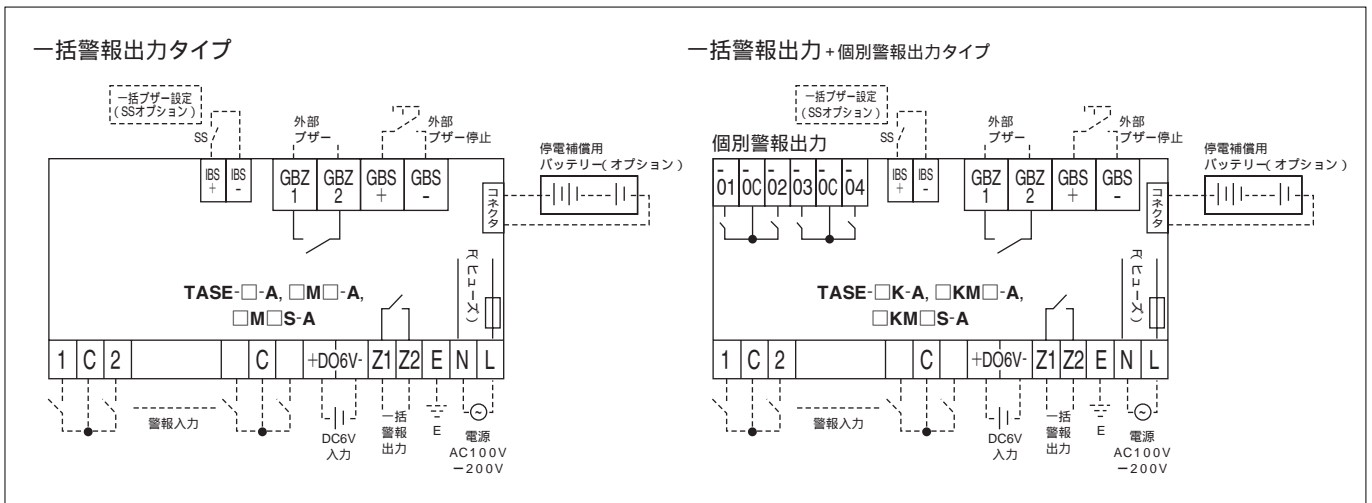 一括警報出力タイプ
一括ブザー設定
(SSオプション)
SS
外部
ブザー
外部
ブザー停止
停電補償用
バッテリー(オプション)
IBS
+
IBS
-
GBZ
1
GBZ
2
GBS
+
GBS
-
コネクタ
F(ヒューズ)
TASE-□-A, □M□-A,
□M□S-A
1 C 2 C +DO6V- Z1 Z2 E N L
警報入力
DC6V
入力
一括
警報
出力
E
電源
AC100V
-200V
一括警報出力+個別警報出力タイプ
一括ブザー設定
(SSオプション)
SS
外部
ブザー
外部
ブザー停止
停電補償用
バッテリー(オプション)
個別警報出力
-01 -0C -02 -03 -0C -04
IBS
+
IBS
-
GBZ
1
GBZ
2
GBS
+
GBS
-
コネクタ
F(ヒューズ)
TASE-□K-A, □KM□-A,
□KM□S-A
1 C 2 C +DO6V- Z1 Z2 E N L
警報入力
DC6V
入力
一括
警報
出力
E
電源
AC100V
-200V